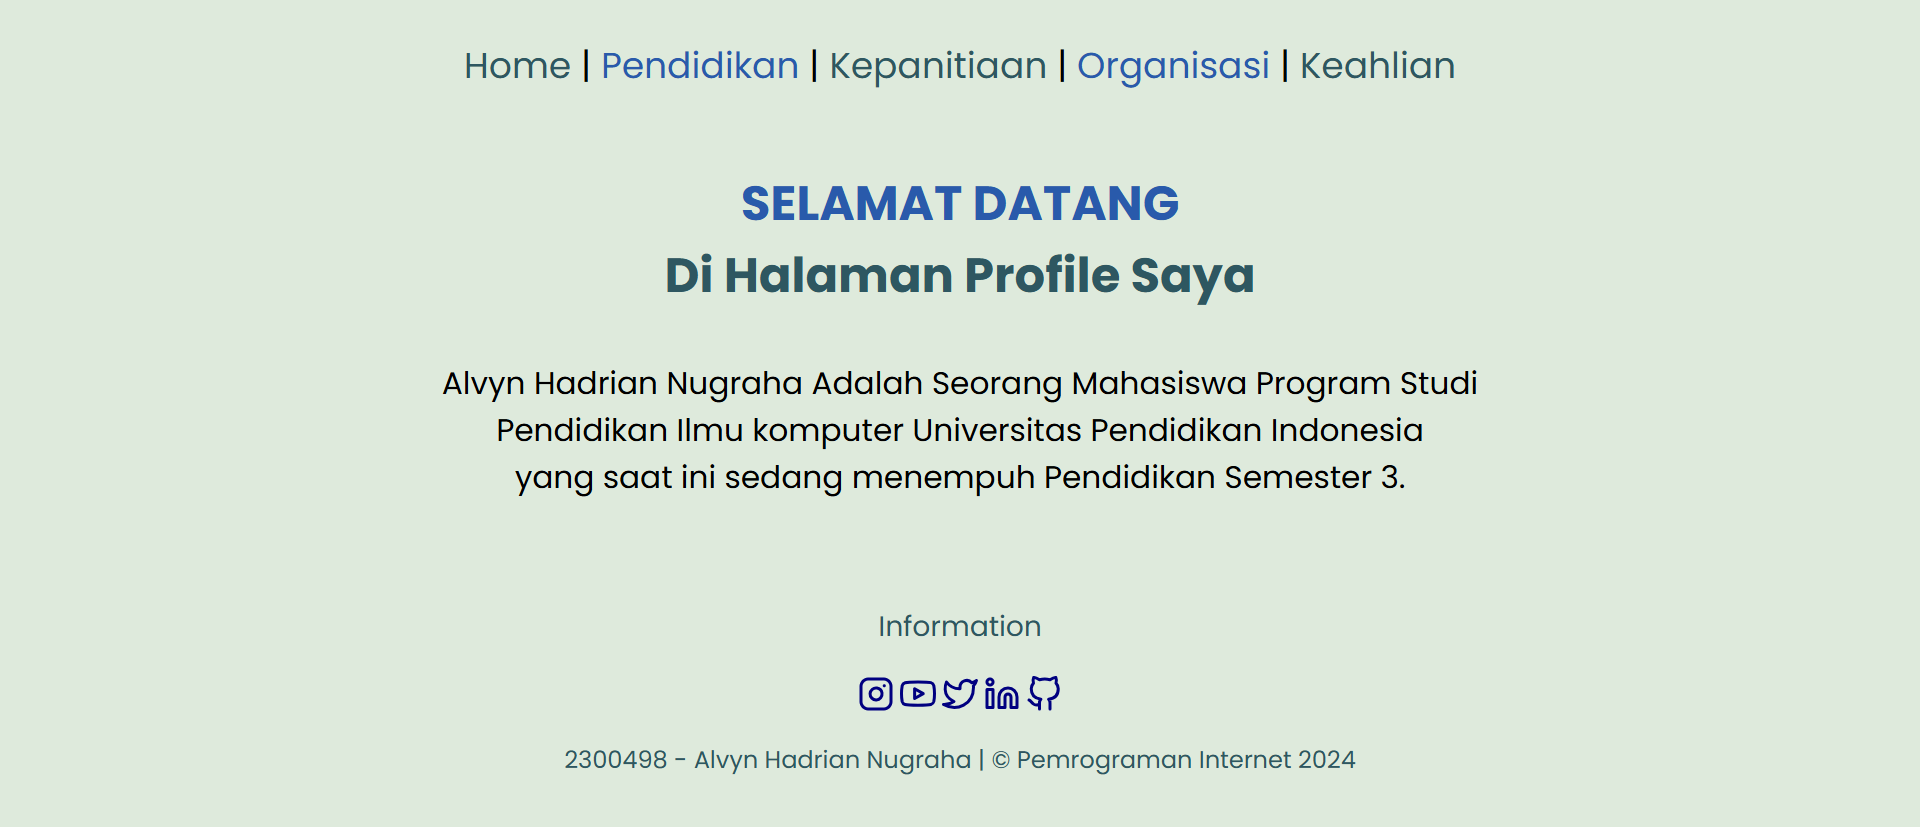 Home | Pendidikan | Kepanitiaan | Organisasi | Keahlian
SELAMAT DATANG
Di Halaman Profile Saya
Alvyn Hadrian Nugraha Adalah Seorang Mahasiswa Program Studi
Pendidikan Ilmu komputer Universitas Pendidikan Indonesia
yang saat ini sedang menempuh Pendidikan Semester 3.
Information
2300498 - Alvyn Hadrian Nugraha | © Pemrograman Internet 2024